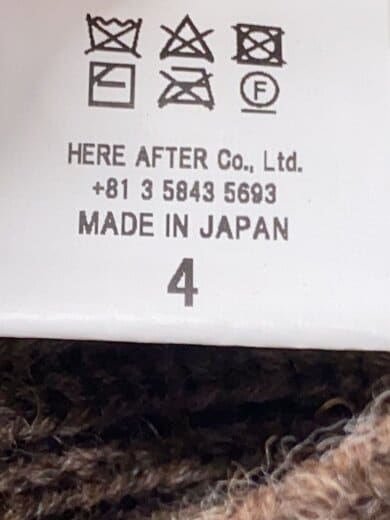 F
HERE AFTER Co., Ltd.
+81 3 5843 5693
MADE IN JAPAN
4